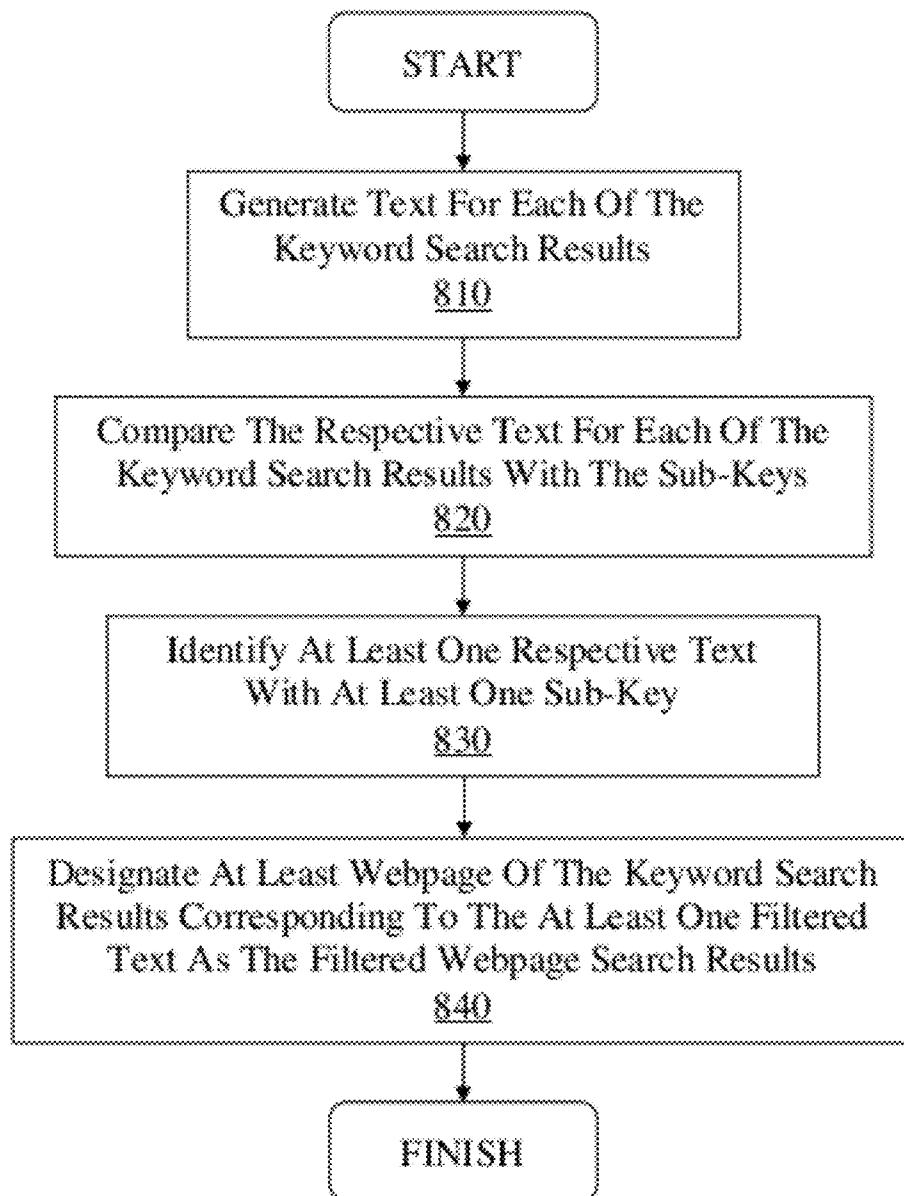 START
Generate Text For Each Of The
Keyword Search Results
810
Compare The Respective Text For Each Of The
Keyword Search Results With The Sub-Keys
820
Identify At Least One Respective Text
With At Least One Sub-Key
830
Designate At Least Webpage Of The Keyword Search
Results Corresponding To The At Least One Filtered
Text As The Filtered Webpage Search Results
840
FINISH